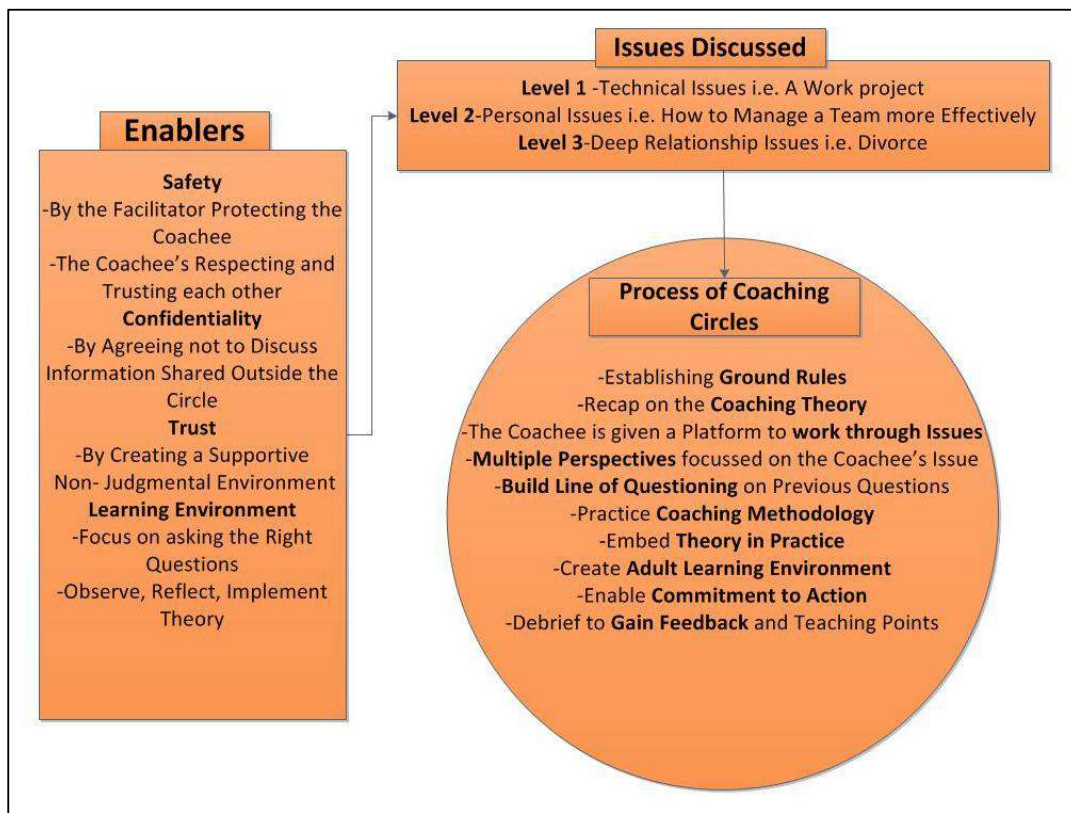 Issues Discussed
Level 1 -Technical Issues i.e. A Work project
Level 2-Personal Issues i.e. How to Manage a Team more Effectively
Level 3-Deep Relationship Issues i.e. Divorce
Enablers
Safety
-By the Facilitator Protecting the
Coachee
-The Coachee's Respecting and
Trusting each other
Confidentiality
-By Agreeing not to Discuss
Information Shared Outside the
Circle
Trust
-By Creating a Supportive
Non- Judgmental Environment
Learning Environment
-Focus on asking the Right
Questions
-Observe, Reflect, Implement
Theory
Process of Coaching
Circles
-Establishing Ground Rules
-Recap on the Coaching Theory
-The Coachee is given a Platform to work through Issues
-Multiple Perspectives focussed on the Coachee's Issue
-Build Line of Questioning on Previous Questions
-Practice Coaching Methodology
-Embed Theory in Practice
-Create Adult Learning Environment
-Enable Commitment to Action
-Debrief to Gain Feedback and Teaching Points